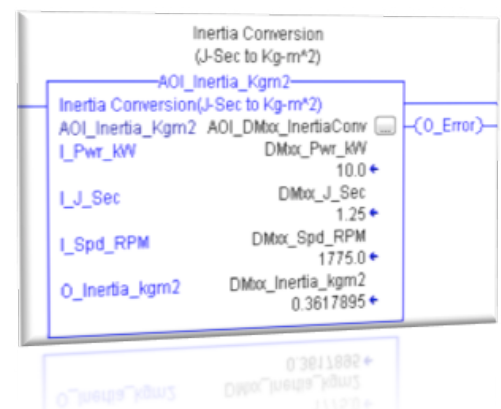 Inertia Conversion
(J-Sec to Kg-m^2)
AOI_Inertia_Kgm2
Inertia Conversion(J-Sec to Kg-m^2)
AOI_Inertia_Kgm2 AOI_DMxx_InertiaConv ...
(O_Error)
I_Pwr_kW DMxx_Pwr_kW
10.0
I_J_Sec DMxx_J_Sec
1.25
I_Spd_RPM DMxx_Spd_RPM
1775.0
O_Inertia_kgm2 DMxx_Inertia_kgm2
0.3617895